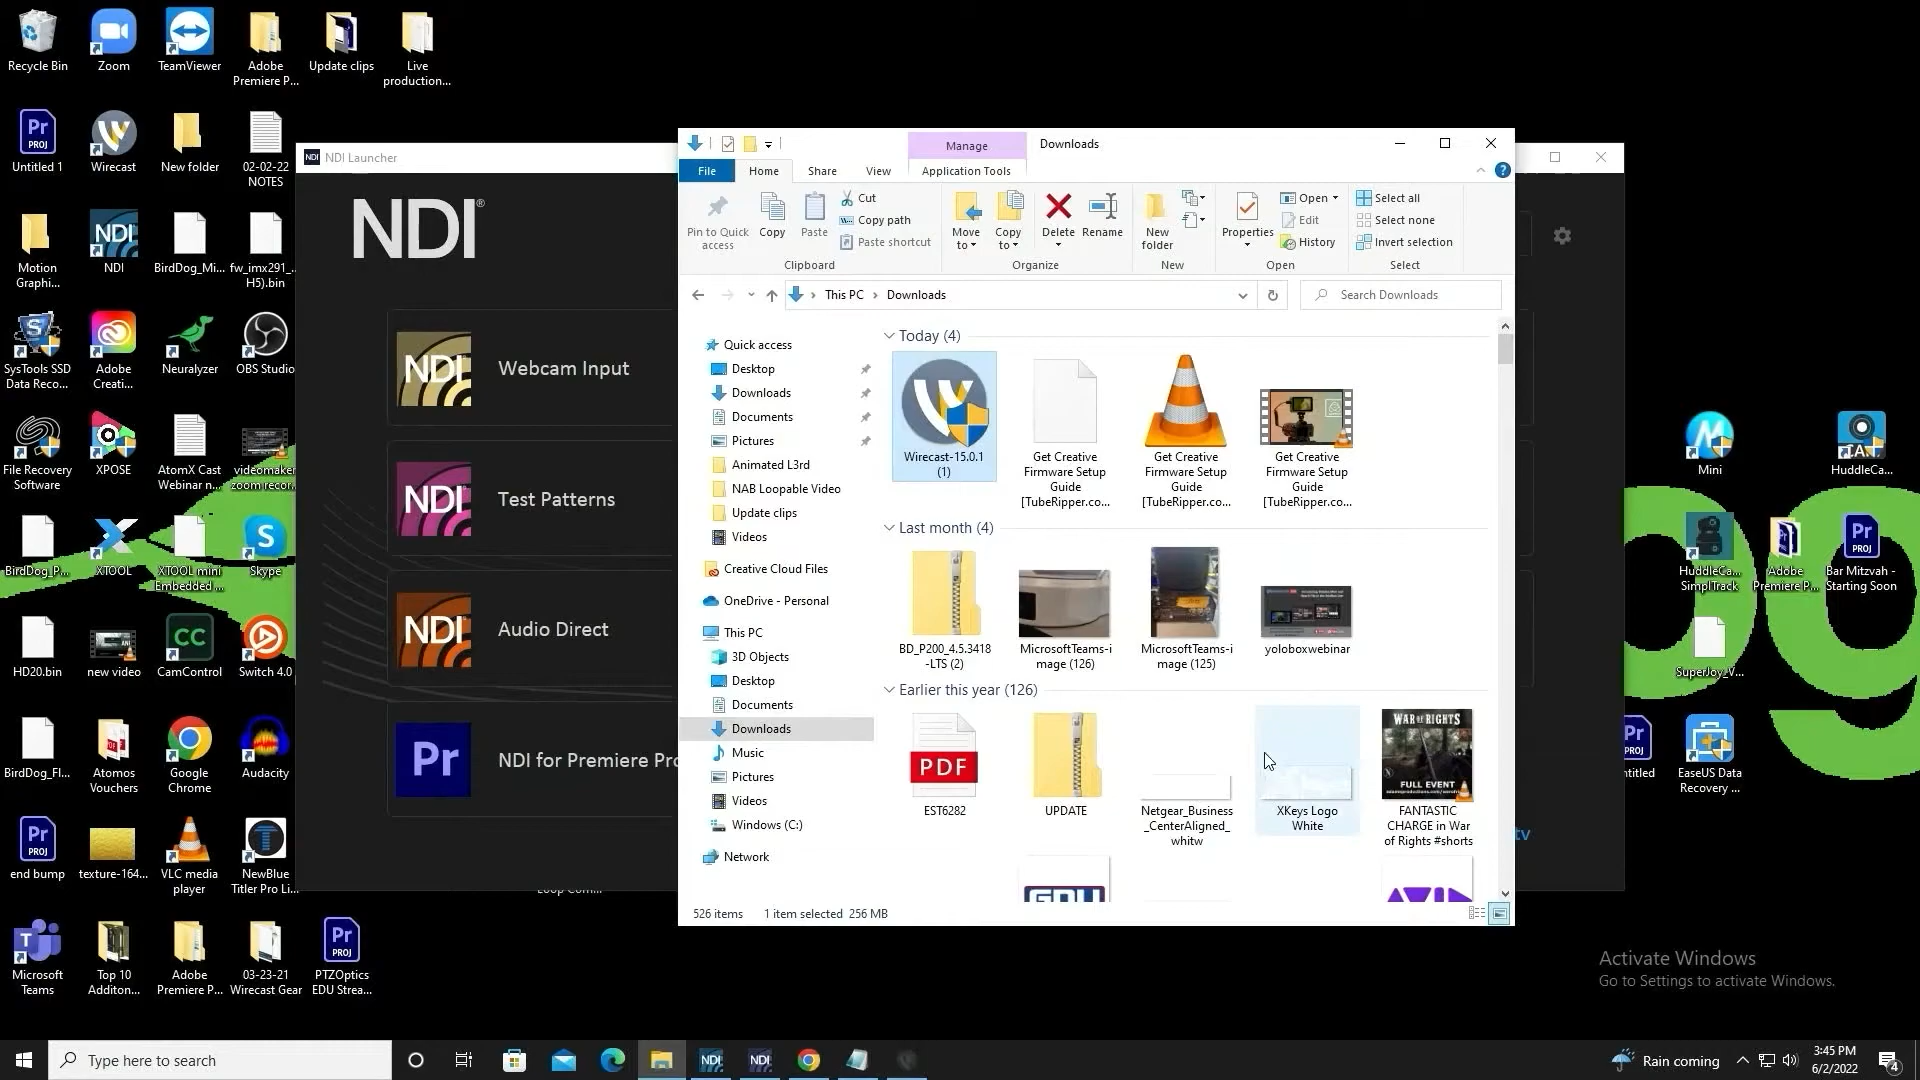 Recycle Bin
Zoom
TeamViewer
Adobe
Premiere P...
Update clips
Live
production...
Untitled 1
Wirecast
New folder
02-02-22
NOTES
Motion
Graphi...
NDI
BirdDog_Mi...
fw_imx291_...
H5).bin
SysTools SSD
Data Reco...
Adobe
Creati...
Neuralyzer
OBS Studio
File Recovery
Software
XPOSE
AtomX Cast
Webinar n...
videomaker
zoom recor...
BirdDog_P...
XTOOL
XTOOL mini
Embedded ...
Skype
HD20.bin
new video
CamControl
Switch 4.0
BirdDog_Fl...
Atomos
Vouchers
Google
Chrome
Audacity
end bump
texture-164...
VLC media
player
NewBlue
Titler Pro Li...
Microsoft
Teams
Top 10
Additon...
Adobe
Premiere P...
03-23-21
Wirecast Gear
PTZOptics
EDU Strea...
NDI Launcher
NDI®
NDI
Webcam Input
NDI
Test Patterns
NDI
Audio Direct
Pr
NDI for Premiere Pro
Manage
Downloads
File
Home
Share
View
Application Tools
Pin to Quick
access
Copy
Paste
Cut
Copy path
Paste shortcut
Clipboard
Move
to
Copy
to
Delete
Rename
Organize
New
folder
New
Properties
Open
Edit
History
Open
Select all
Select none
Invert selection
Select
This PC
Downloads
Search Downloads
Quick access
Desktop
Downloads
Documents
Pictures
Animated L3rd
NAB Loopable Video
Update clips
Videos
Creative Cloud Files
OneDrive - Personal
This PC
3D Objects
Desktop
Documents
Downloads
Music
Pictures
Videos
Windows (C:)
Network
Today (4)
Wirecast-15.0.1
(1)
Get Creative
Firmware Setup
Guide
[TubeRipper.co...
Get Creative
Firmware Setup
Guide
[TubeRipper.co...
Get Creative
Firmware Setup
Guide
[TubeRipper.co...
Last month (4)
BD_P200_4.5.3418
-LTS (2)
MicrosoftTeams-i
mage (126)
MicrosoftTeams-i
mage (125)
yoloboxwebinar
Earlier this year (126)
PDF
EST6282
UPDATE
Netgear_Business
_CenterAligned_
whitw
XKeys Logo
White
WAR OF RIGHTS
FULL EVENT
FANTASTIC
CHARGE in War
of Rights #shorts
526 items
1 item selected 256 MB
tv
Mini
HuddleCa...
HuddleCa...
SimplTrack
Adobe
Premiere P...
Bar Mitzvah -
Starting Soon
SuperJoy_V...
ntitled
EaseUS Data
Recovery ...
Activate Windows
Go to Settings to activate Windows.
Type here to search
Rain coming
3:45 PM
6/2/2022
4